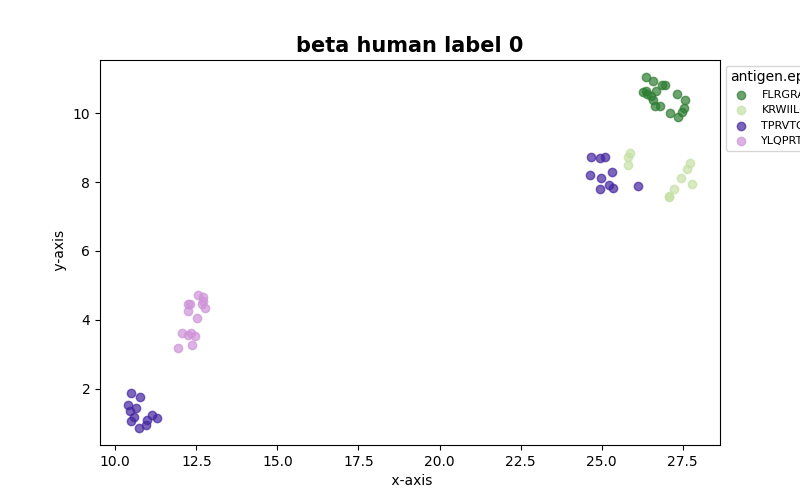 beta human label 0
antigen.ep
FLRGRA
KRWIIL
TPRVTG
YLQPRT
10
8
6
4
2
y-axis
10.0 12.5 15.0 17.5 20.0 22.5 25.0 27.5
x-axis